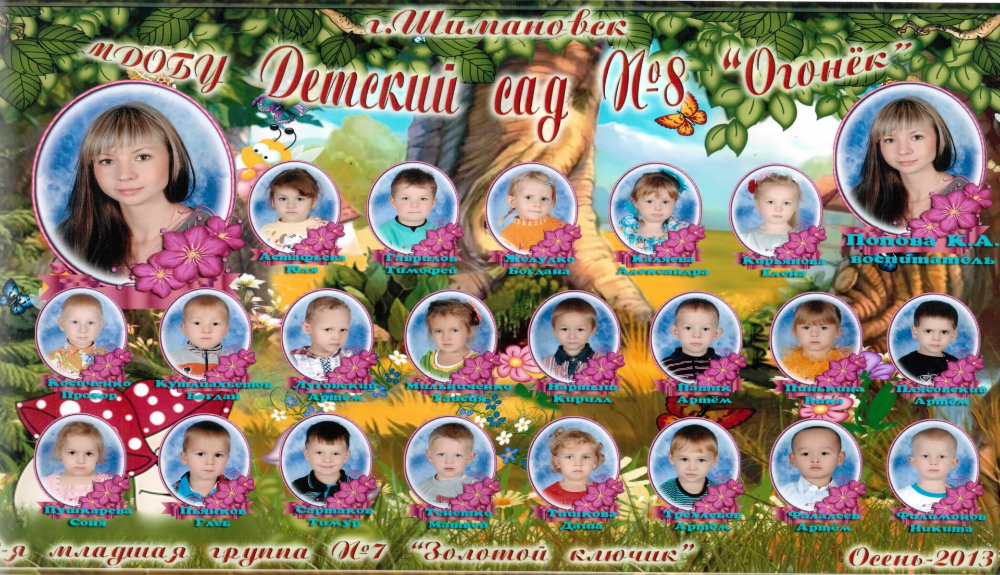 г.Шимановск
МДОБУ Детский сад №8 “Огонёк”
Попова К.А.
воспитатель
Астафьева
Юля
Гаврилов
Тимофей
Желудко
Богдана
Каляева
Александра
Кирьянова
Елена
Косиченко
Прохор
Кутлиахметов
Богдан
Луговский
Артём
Мильниченко
Таисия
Нартыш
Кирилл
Патик
Артём
Пинькина
Вика
Плясовский
Артём
Пушкарева
Соня
Пьянков
Глеб
Сартаков
Тимур
Тенетко
Матвей
Тишкова
Даша
Трехлебов
Артём
Фалалеев
Артём
Филимонов
Никита
-я младшая группа №7 “Золотой ключик”
Осень-2013